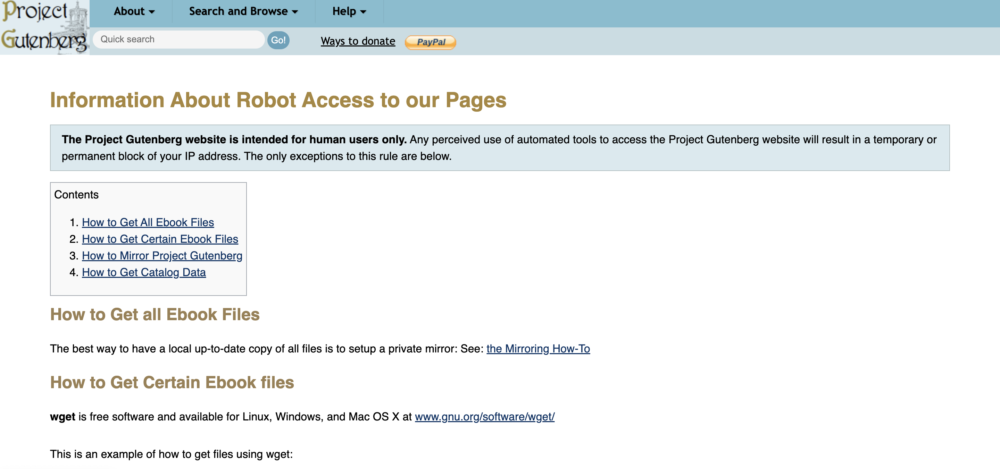 Project
Gutenberg
About
Search and Browse
Help
Quick search
Go!
Ways to donate
PayPal
Information About Robot Access to our Pages
The Project Gutenberg website is intended for human users only. Any perceived use of automated tools to access the Project Gutenberg website will result in a temporary or
permanent block of your IP address. The only exceptions to this rule are below.
Contents
1. How to Get All Ebook Files
2. How to Get Certain Ebook Files
3. How to Mirror Project Gutenberg
4. How to Get Catalog Data
How to Get all Ebook Files
The best way to have a local up-to-date copy of all files is to setup a private mirror: See: the Mirroring How-To
How to Get Certain Ebook files
wget is free software and available for Linux, Windows, and Mac OS X at www.gnu.org/software/wget/
This is an example of how to get files using wget: